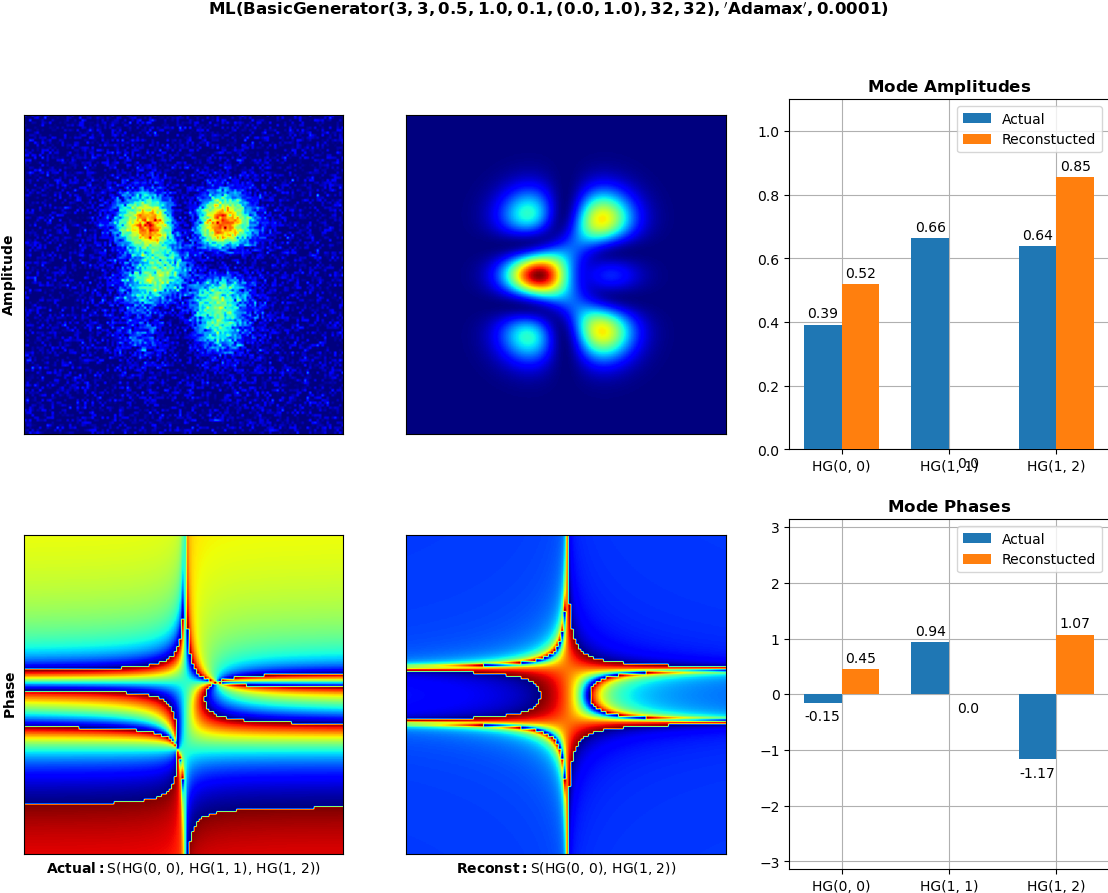 ML(BasicGenerator(3, 3, 0.5, 1.0, 0.1, (0.0, 1.0), 32, 32), ′Adamax′, 0.0001)
Amplitude
Mode Amplitudes
Actual
Reconstucted
1.0
0.8
0.6
0.4
0.2
0.0
0.39
0.52
0.66
0.0
0.64
0.85
HG(0, 0)
HG(1, 1)
HG(1, 2)
Phase
Actual: S(HG(0, 0), HG(1, 1), HG(1, 2))
Reconst: S(HG(0, 0), HG(1, 2))
Mode Phases
Actual
Reconstucted
3
2
1
0
−1
−2
−3
-0.15
0.45
0.94
0.0
-1.17
1.07
HG(0, 0)
HG(1, 1)
HG(1, 2)